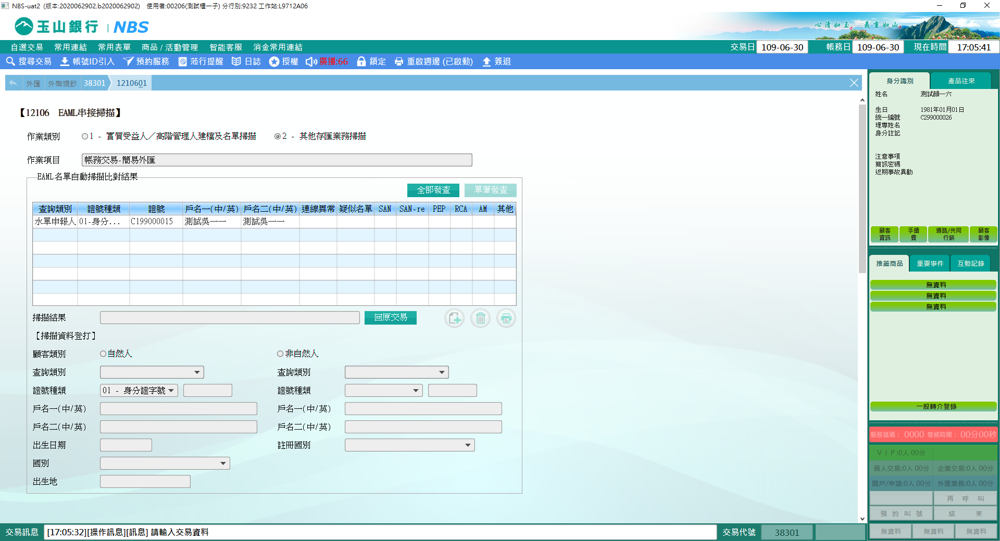 NBS-uat2 (版本:2020062902.b2020062902) 使用者:00206(測試櫃一子) 分行別:9232 工作站:L9712A06
玉山銀行 | NBS
心清如玉 義重如山
自選交易 常用連結 常用表單 商品 / 活動管理 智能客服 消金常用連結 交易日 109-06-30 帳務日 109-06-30 現在時間 17:05:41
搜尋交易 帳號ID引入 預約服務 蒞行提醒 日誌 授權 廣播:66 鎖定 重啟週邊 (已啟動) 簽退
外匯 外幣現鈔 38301 1210601
【12106 EAML串接掃描】
作業類別 1 - 實質受益人／高階管理人建檔及名單掃描 2 - 其他存匯業務掃描
作業項目 帳務交易-簡易外匯
EAML名單自動掃描比對結果
全部發查 單筆發查
查詢類別 證號種類 證號 戶名一(中/英) 戶名二(中/英) 連線異常 疑似名單 SAN SAN-re PEP RCA AM 其他
水單申報人 01-身分... C199000015 測試吳一一 測試吳一一
掃描結果 回原交易
【掃描資料登打】
顧客類別 自然人 非自然人
查詢類別 查詢類別
證號種類 01 - 身分證字號 證號種類
戶名一(中/英) 戶名一(中/英)
戶名二(中/英) 戶名二(中/英)
出生日期 註冊國別
國別
出生地
身分識別 產品往來
姓名 測試顏一六
生日 1981年01月01日
統一編號 C299000026
理專姓名
身分註記
注意事項
簡訊密碼
近期事故異動
顧客資訊 手續費 通路/共同行銷 顧客影像
推薦商品 重要事件 互動記錄
無資料
無資料
無資料
一般轉介登錄
服務號碼： 0000 等候時間： 00分00秒
ＶＩＰ:0人 00分
個人交易:0人 00分 企業交易:0人 00分
開戶/申請:0人 00分 外匯業務:0人 00分
再 呼 叫
預 約 叫 號 結 束
無資料 無資料 無資料
交易訊息 [17:05:32][操作訊息][訊息] 請輸入交易資料 交易代號 38301